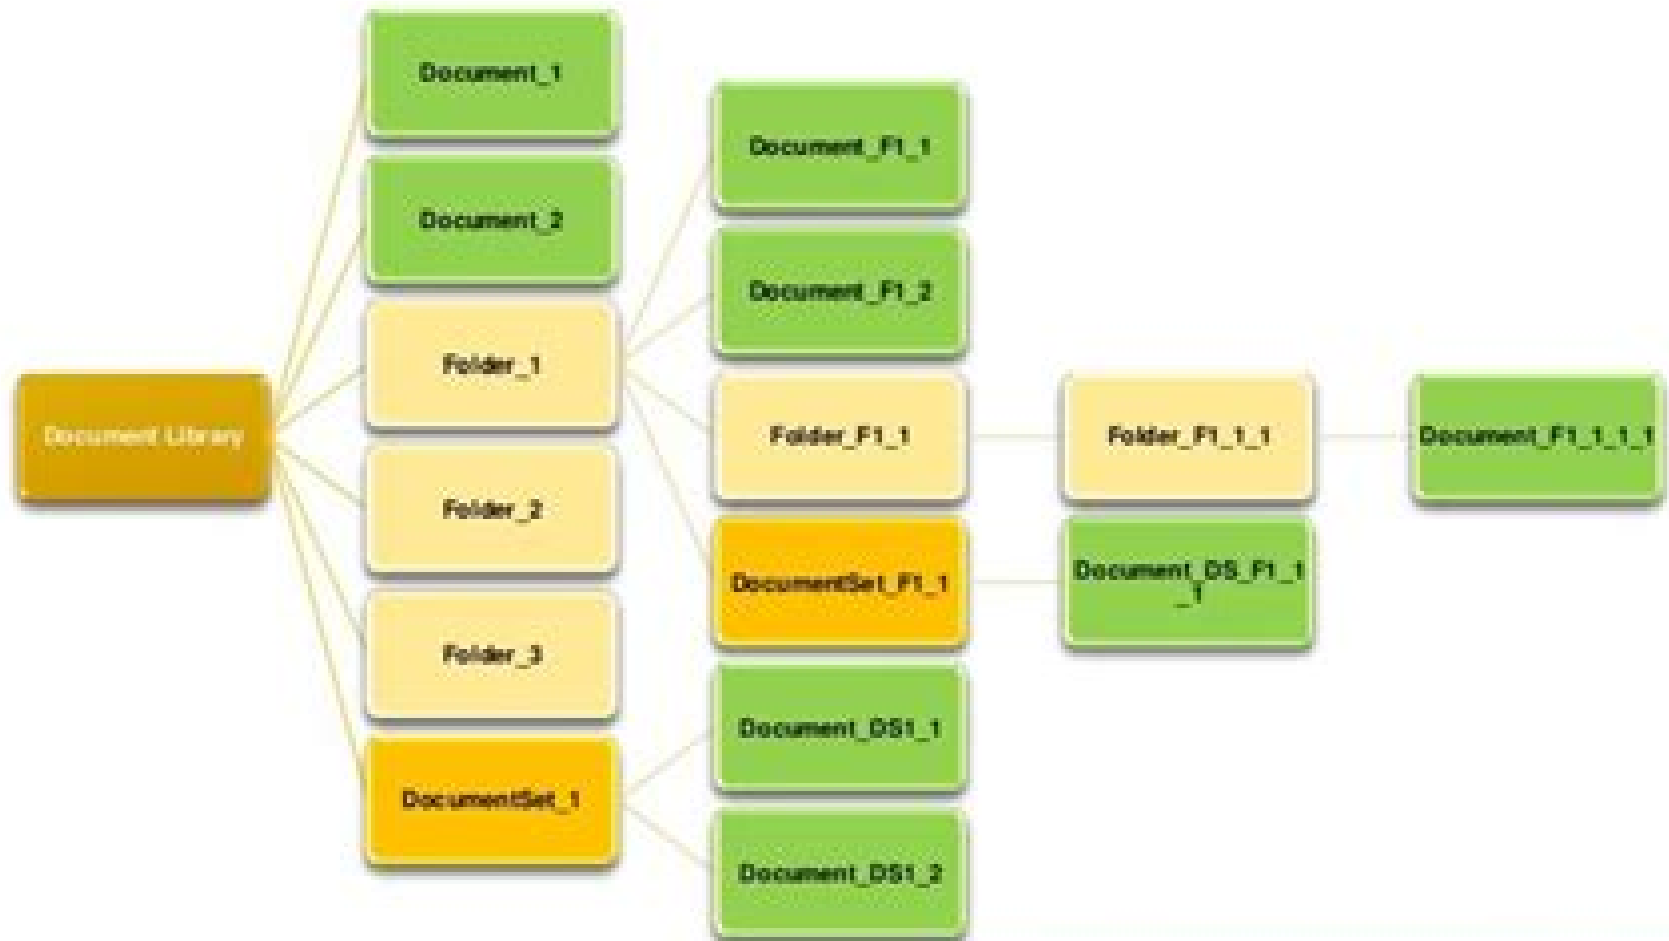 Document_1
Document_2
Document Library
Folder_1
Folder_2
Folder_3
DocumentSet_1
Document_F1_1
Document_F1_2
Folder_F1_1
DocumentSet_F1_1
Document_DS1_1
Document_DS1_2
Folder_F1_1_1
Document_DS_F1_1
_1
Document_F1_1_1_1